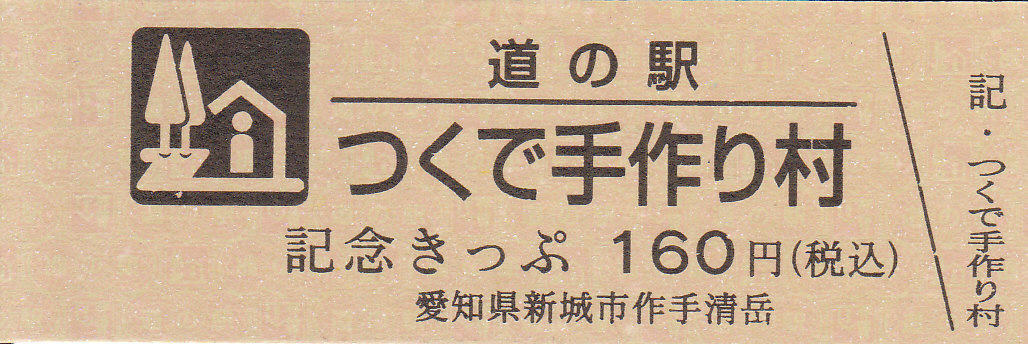 道の駅
つくで手作り村
記念きっぷ 160円(税込)
愛知県新城市作手清岳
記・つくで手作り村